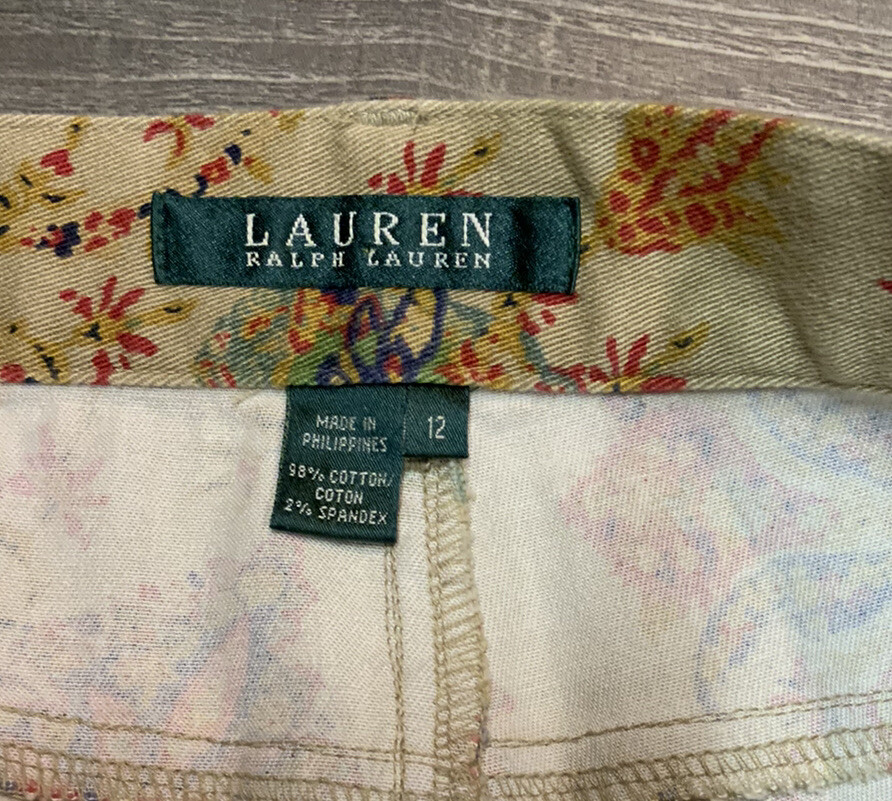 LAUREN
RALPH LAUREN
MADE IN
PHILIPPINES
12
98% COTTON/
COTON
2% SPANDEX